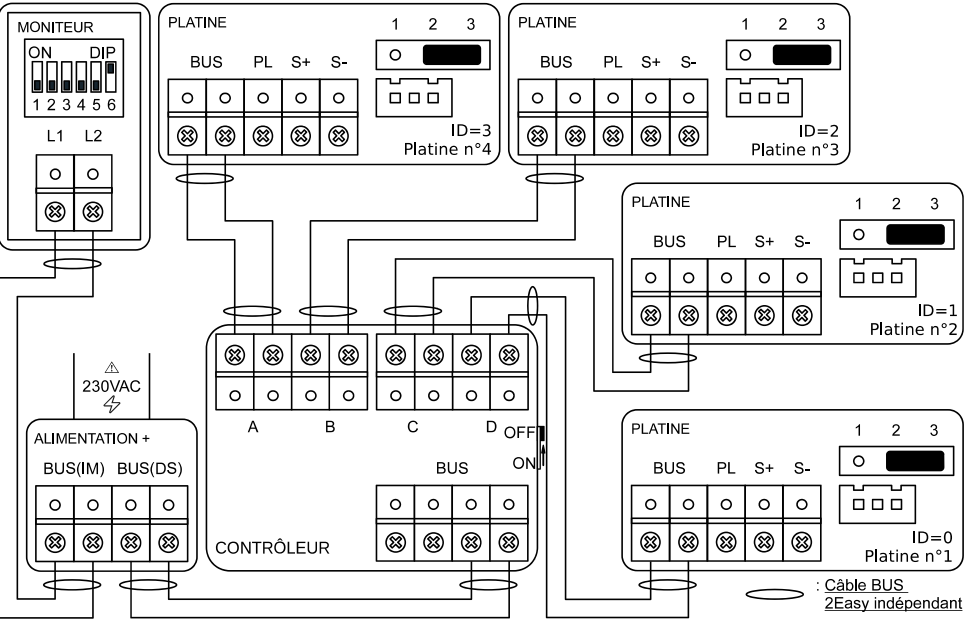 MONITEUR
ON DIP
1 2 3 4 5 6
L1 L2
PLATINE
1 2 3
BUS PL S+ S-
ID=3
Platine n°4
PLATINE
1 2 3
BUS PL S+ S-
ID=2
Platine n°3
PLATINE
1 2 3
BUS PL S+ S-
ID=1
Platine n°2
230VAC
ALIMENTATION +
BUS(IM) BUS(DS)
A B C D
OFF
ON
BUS
CONTRÔLEUR
PLATINE
1 2 3
BUS PL S+ S-
ID=0
Platine n°1
: Câble BUS
2Easy indépendant